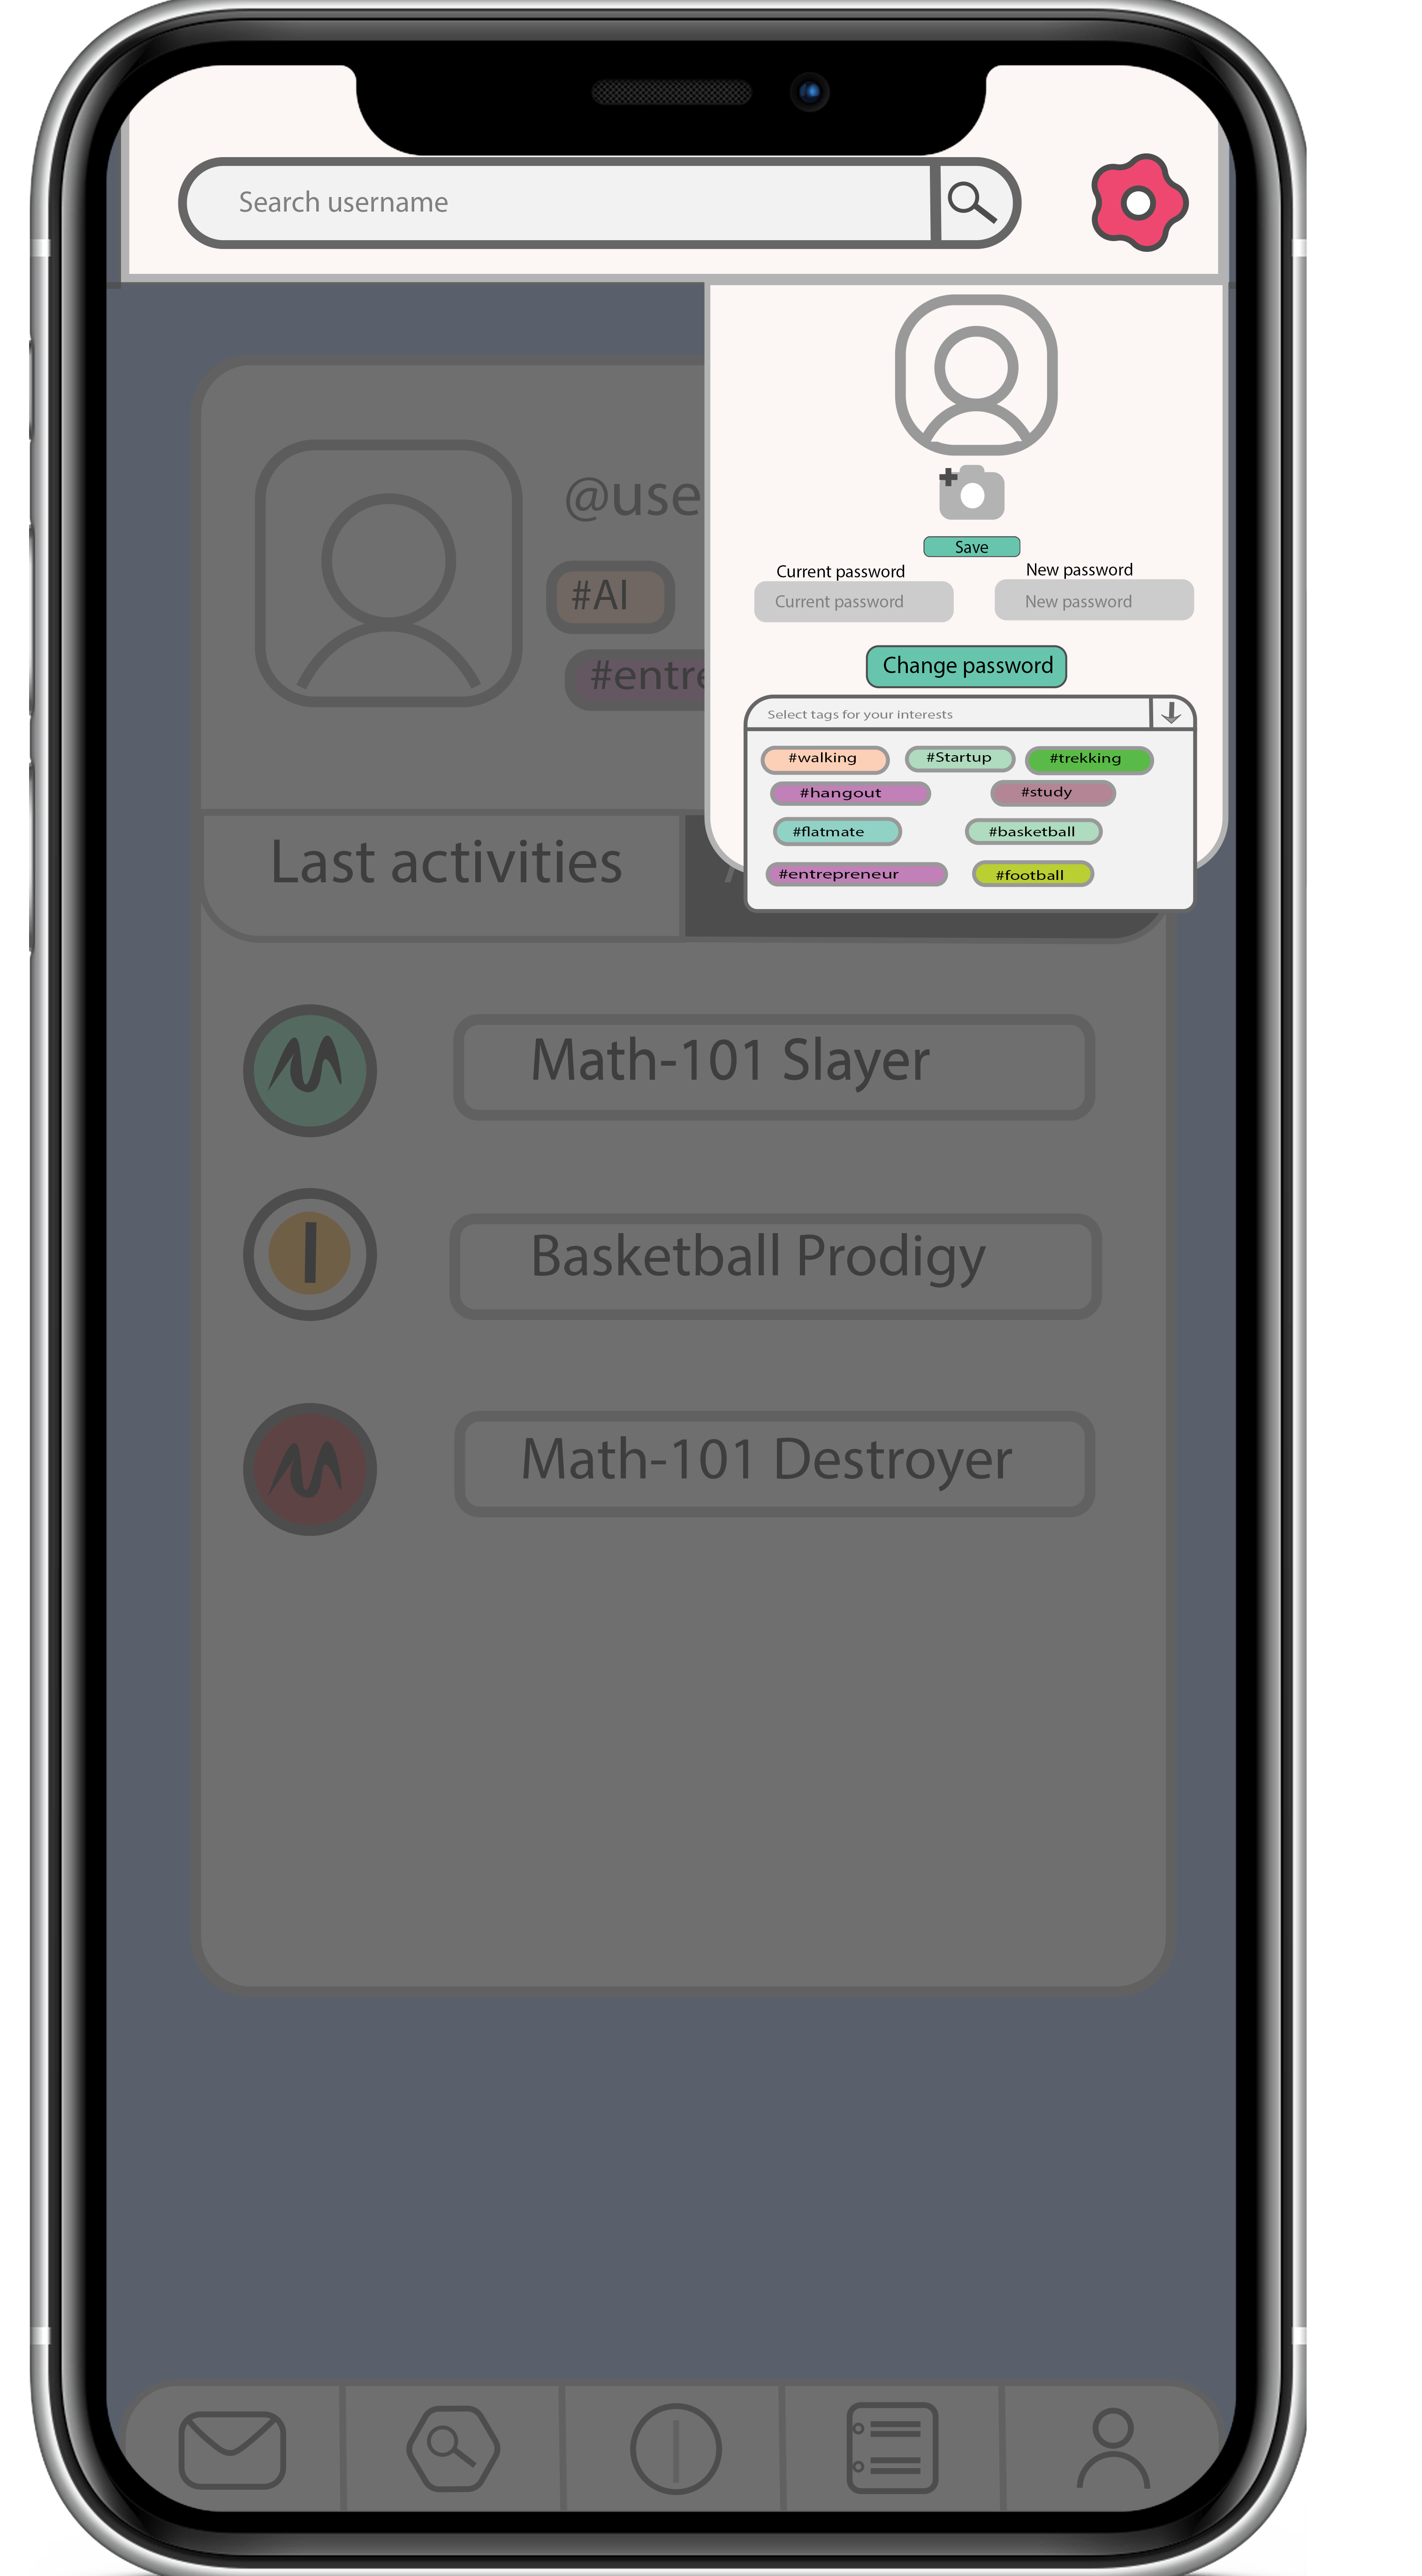 Search username
@use
#AI
#entre
Save
Current password
New password
Current password
New password
Change password
Select tags for your interests
#walking #Startup #trekking
#hangout #study
#flatmate #basketball
#entrepreneur #football
Last activities
Math-101 Slayer
Basketball Prodigy
Math-101 Destroyer